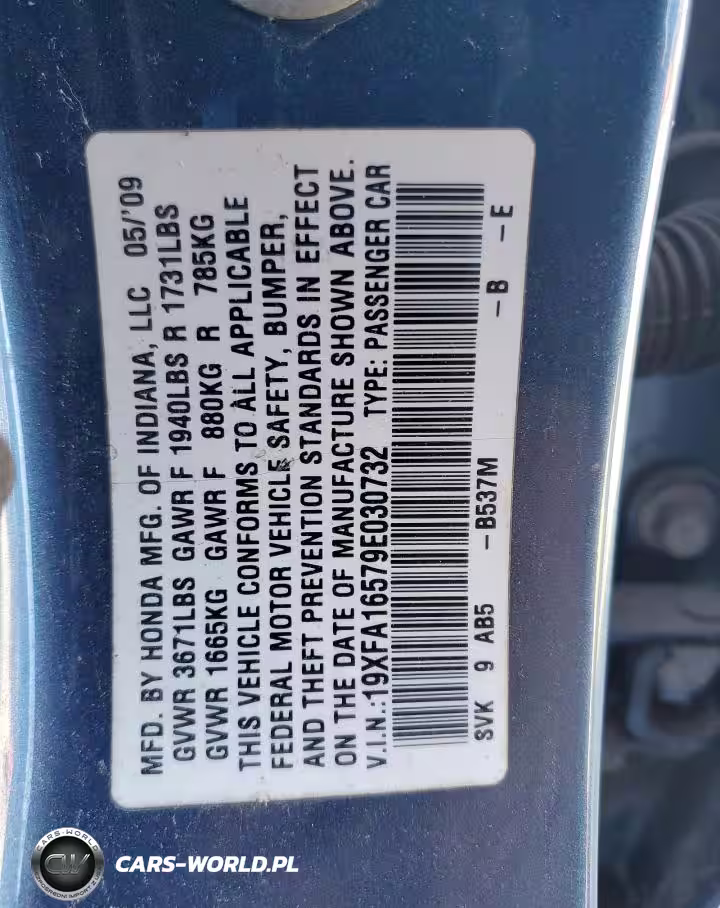 MFD. BY HONDA MFG. OF INDIANA, LLC 05/'09
GVWR 3671LBS GAWR F 1940LBS R 1731LBS
GVWR 1665KG GAWR F 880KG R 785KG
THIS VEHICLE CONFORMS TO ALL APPLICABLE
FEDERAL MOTOR VEHICLE SAFETY, BUMPER,
AND THEFT PREVENTION STANDARDS IN EFFECT
ON THE DATE OF MANUFACTURE SHOWN ABOVE.
V.I.N.:19XFA16579E030732 TYPE: PASSENGER CAR
SVK 9 AB5 -B537M -B -E
CARS-WORLD
CARS-WORLD.PL